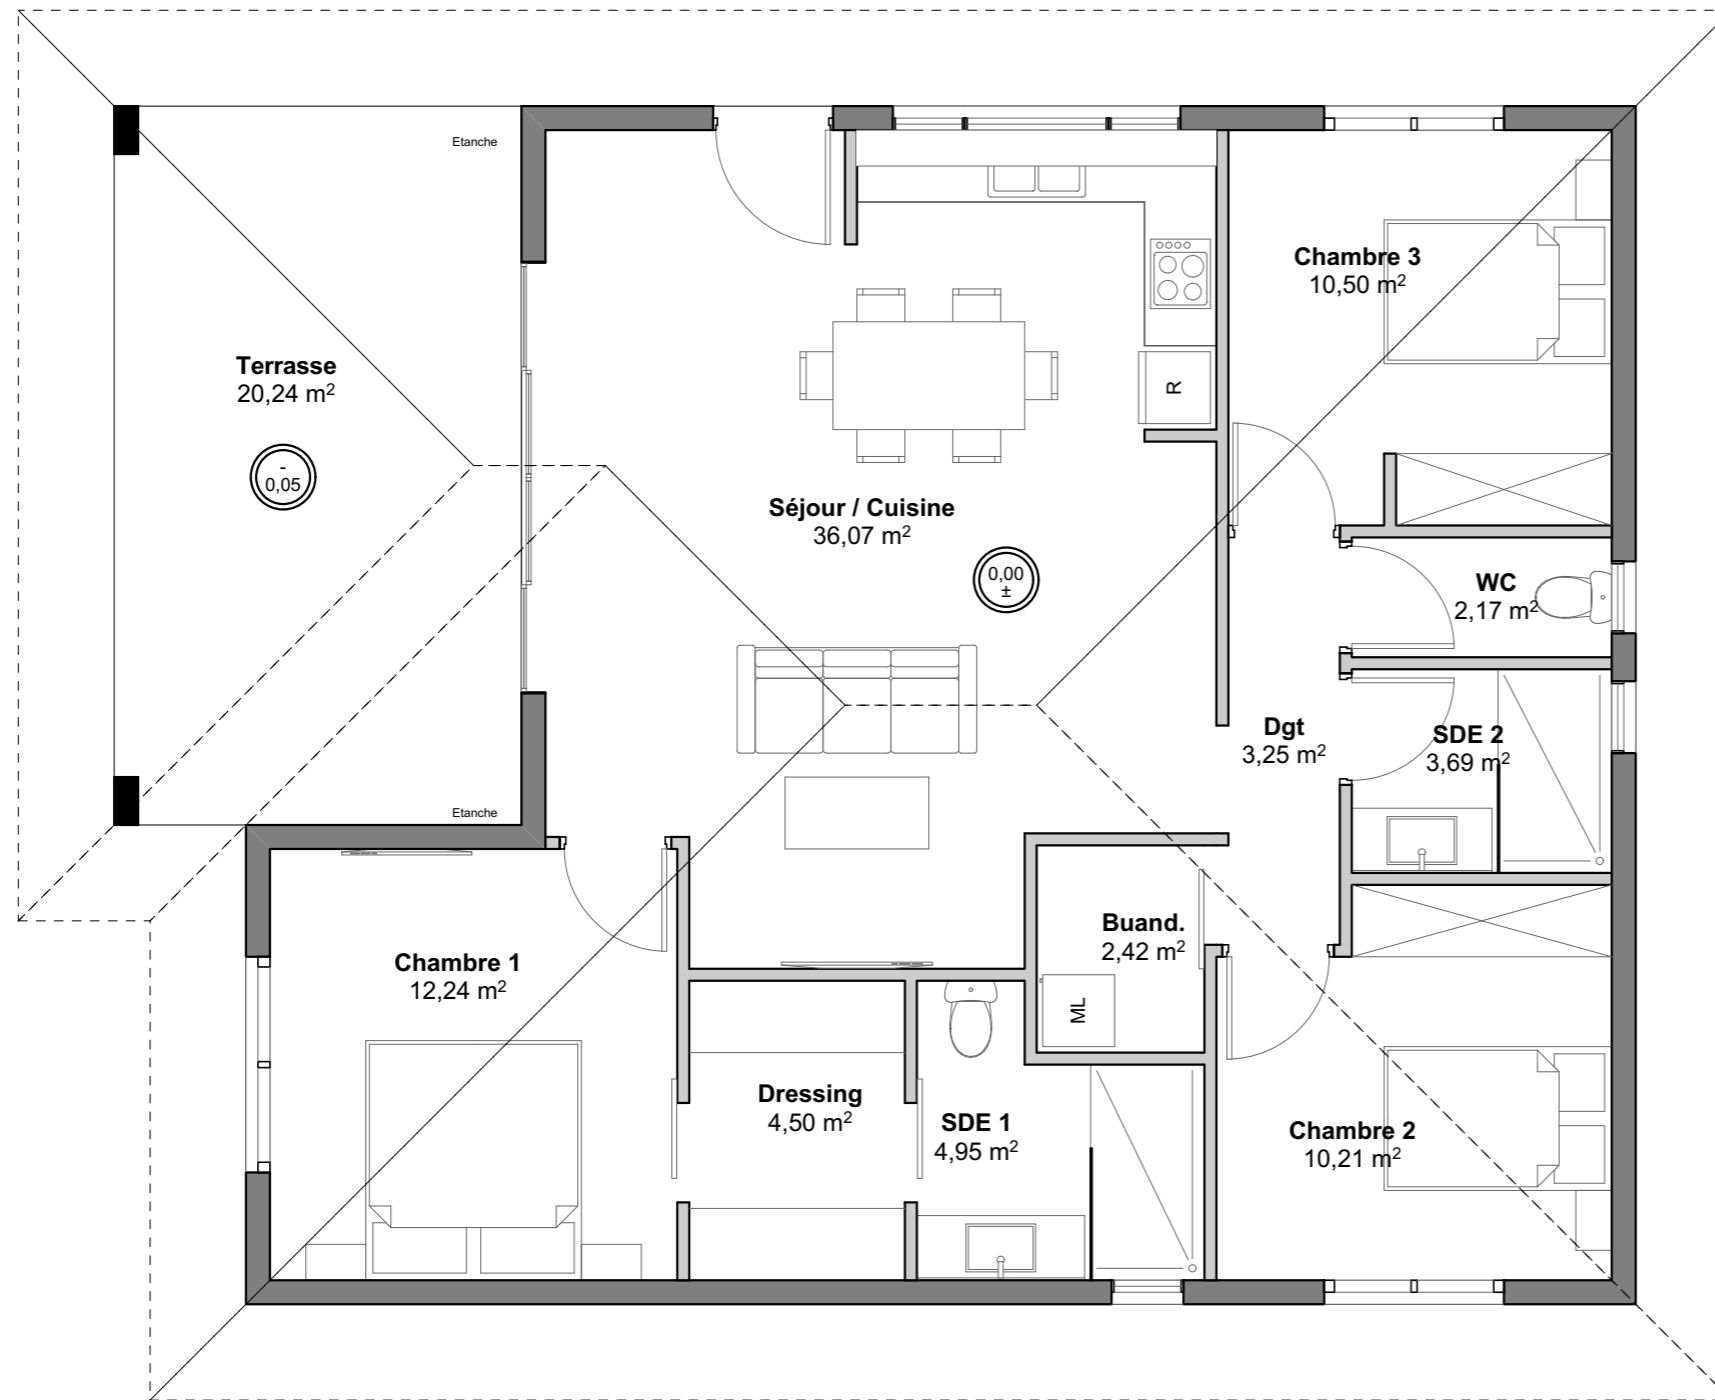 Etanche
Chambre 3
10,50 m²
Terrasse
20,24 m²
R
-
0,05
Séjour / Cuisine
36,07 m²
0,00
±
WC
2,17 m²
Dgt
3,25 m²
SDE 2
3,69 m²
Etanche
Chambre 1
12,24 m²
Buand.
2,42 m²
ML
Dressing
4,50 m²
SDE 1
4,95 m²
Chambre 2
10,21 m²